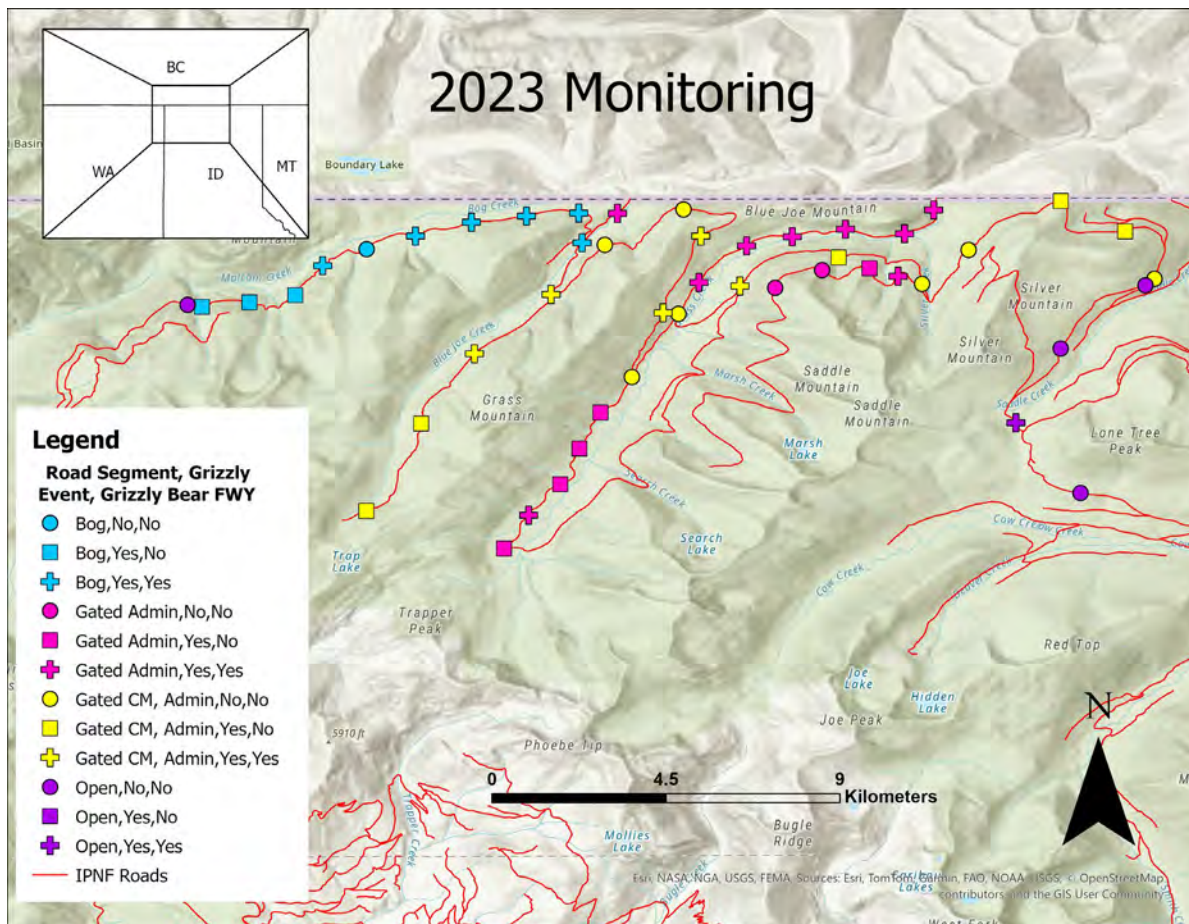 2023 Monitoring
BC
WA
ID
MT
Basin
Boundary Lake
Mountain
Bog Creek
Blue Joe Mountain
Blue Joe Creek
Grass
Mountain
Silver
Mountain
Silver
Mountain
Saddle
Mountain
Saddle
Mountain
Marsh Creek
Marsh
Lake
Saddle Creek
Lone Tree
Peak
Search Creek
Search
Lake
Cow Creek
Cow Creek
Trap
Lake
Trapper
Peak
Red Top
Joe
Lake
Hidden
Lake
Joe Peak
5910 ft
Phoebe Tip
Trapper Creek
Mollies
Lake
Bugle
Ridge
Bugle Creek
N
0
4.5
9
Kilometers
Legend
Road Segment, Grizzly
Event, Grizzly Bear FWY
Bog,No,No
Bog,Yes,No
Bog,Yes,Yes
Gated Admin,No,No
Gated Admin,Yes,No
Gated Admin,Yes,Yes
Gated CM, Admin,No,No
Gated CM, Admin,Yes,No
Gated CM, Admin,Yes,Yes
Open,No,No
Open,Yes,No
Open,Yes,Yes
IPNF Roads
Esri, NASA, NGA, USGS, FEMA Sources: Esri, TomTom, Garmin, FAO, NOAA, USGS, © OpenStreetMap
contributors, and the GIS User Community